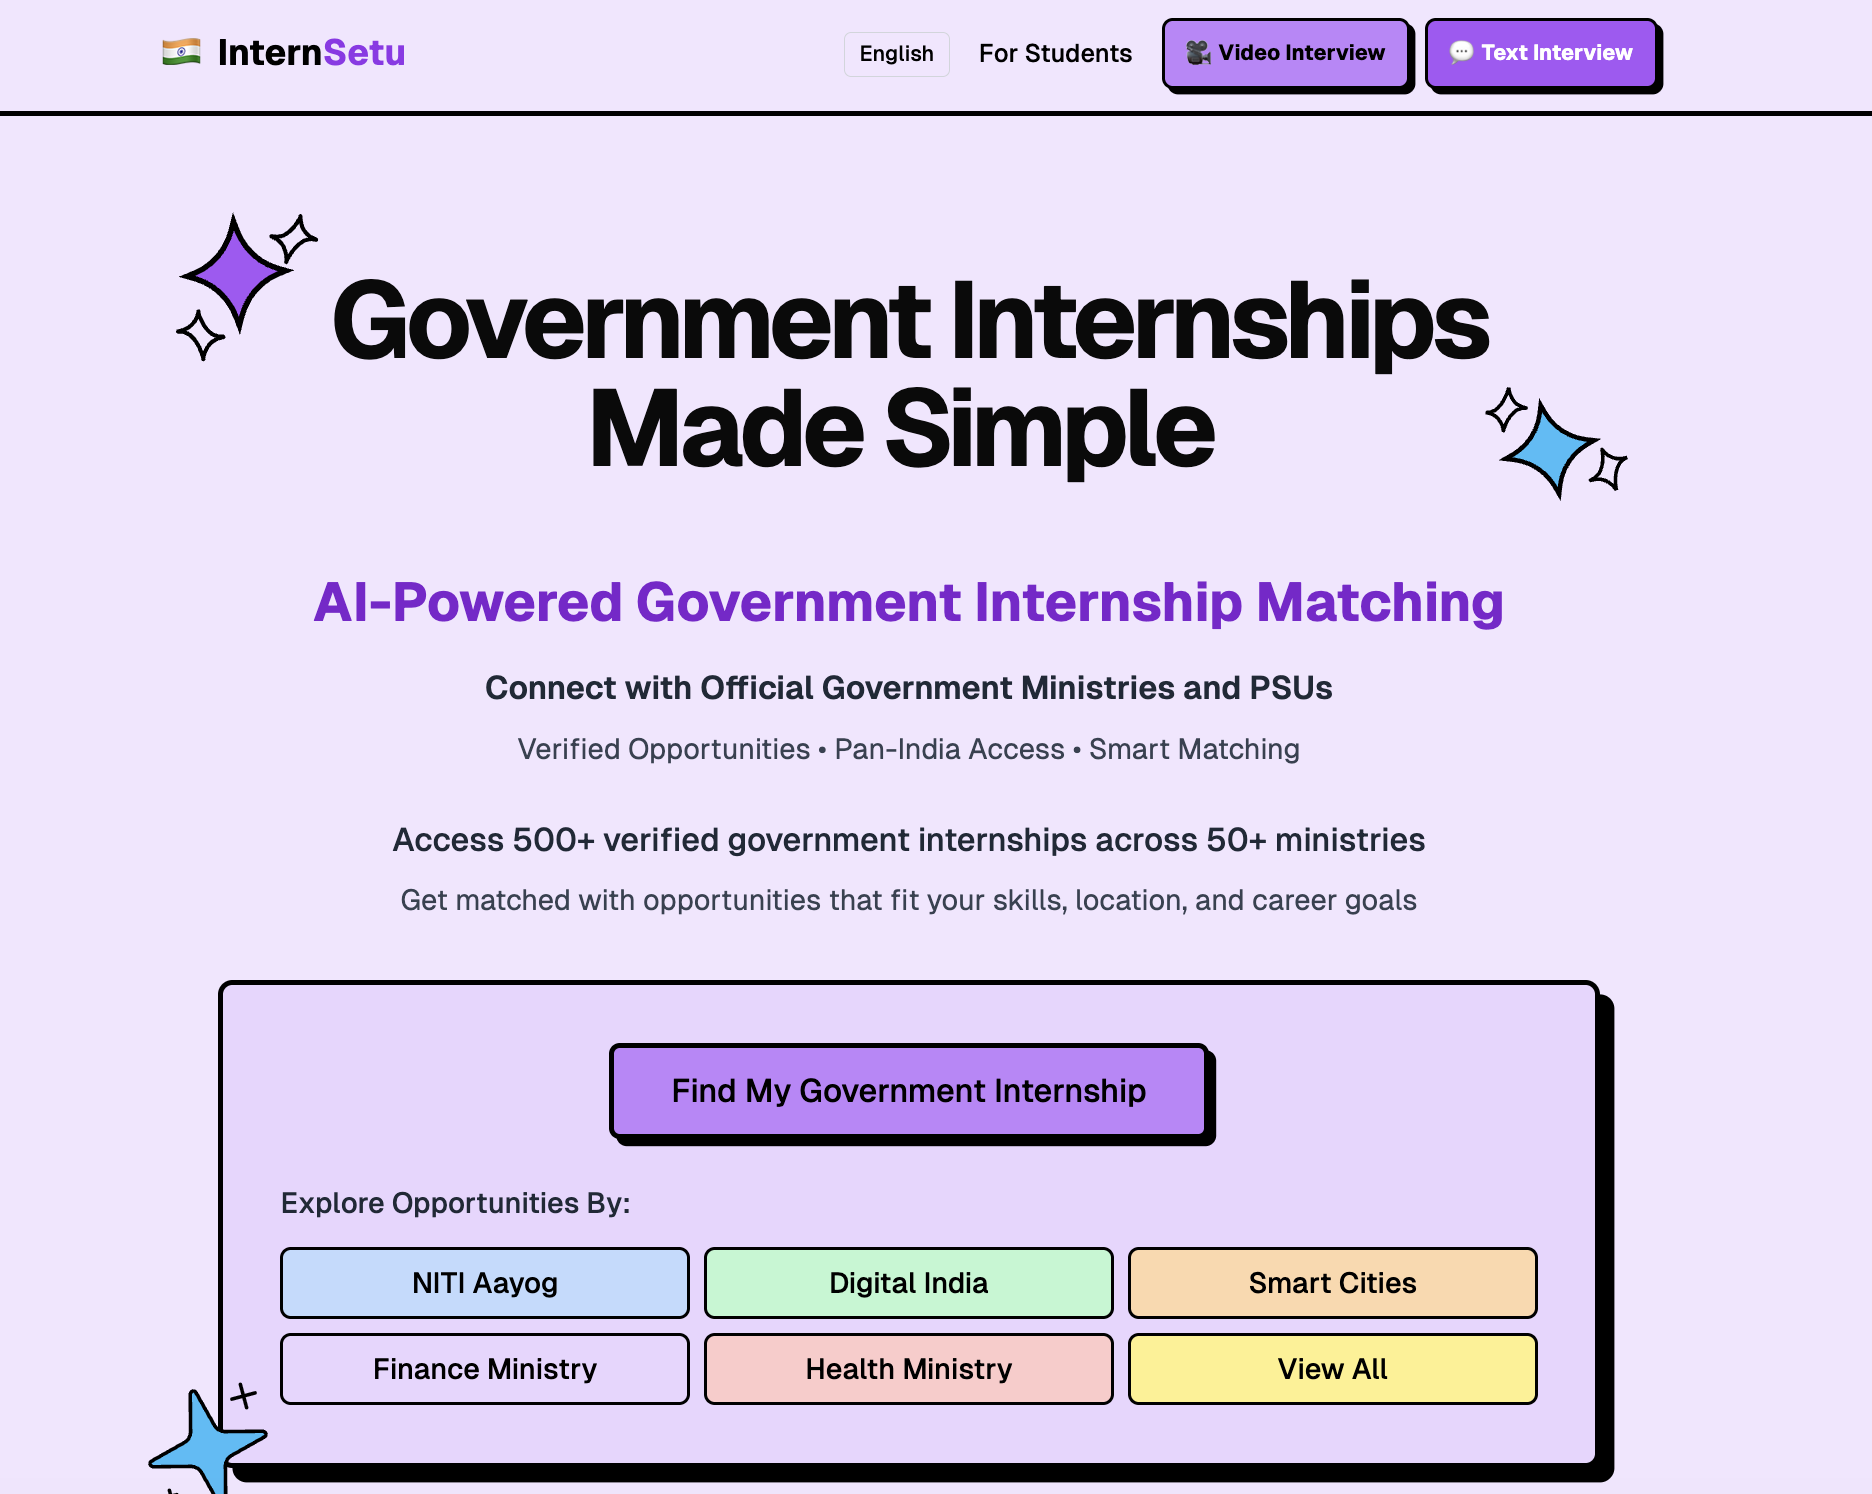 InternSetu
English
For Students
Video Interview
Text Interview
Government Internships
Made Simple
AI-Powered Government Internship Matching
Connect with Official Government Ministries and PSUs
Verified Opportunities • Pan-India Access • Smart Matching
Access 500+ verified government internships across 50+ ministries
Get matched with opportunities that fit your skills, location, and career goals
Find My Government Internship
Explore Opportunities By:
NITI Aayog
Digital India
Smart Cities
Finance Ministry
Health Ministry
View All